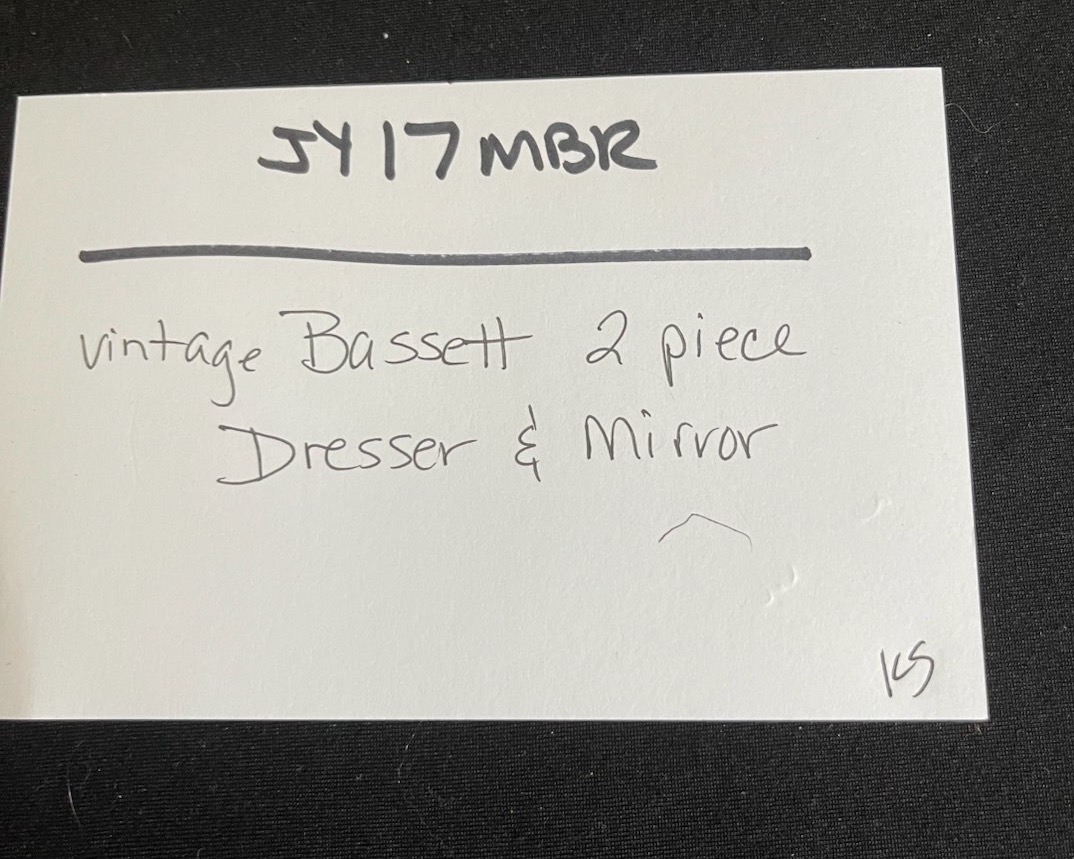 JY17MBR
vintage Bassett 2 piece
Dresser & Mirror
KS